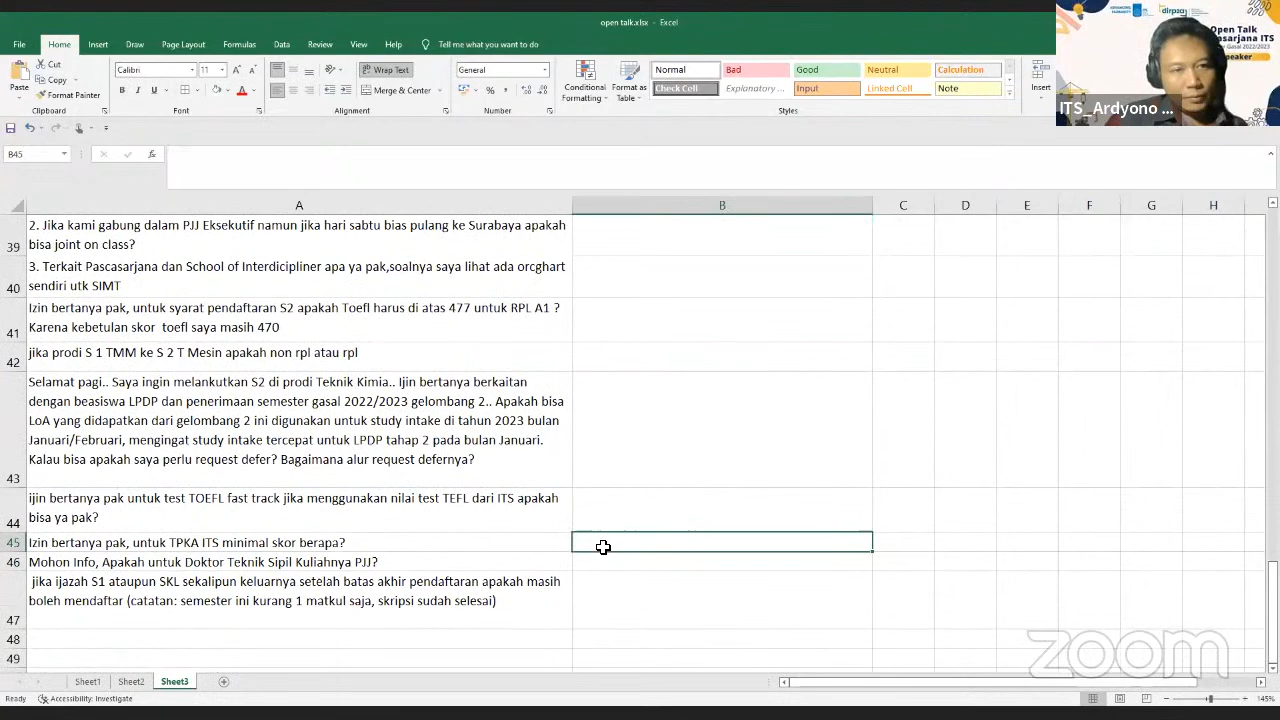 open talk.xlsx - Excel
File Home Insert Draw Page Layout Formulas Data Review View Help Tell me what you want to do
Paste
Cut
Copy
Format Painter
Clipboard
Calibri 11
B I U
Font
Wrap Text
Merge & Center
Alignment
General
Number
Conditional Formatting
Format as Table
Normal Bad Good Neutral Calculation
Check Cell Explanatory ... Input Linked Cell Note
Styles
Insert
dirpas
Open Talk
Pascasarjana ITS
Gasal 2022/2023
Speaker
ITS_Ardyono ...
B45
fx
A B C D E F G H
2. Jika kami gabung dalam PJJ Eksekutif namun jika hari sabtu bias pulang ke Surabaya apakah
39 bisa joint on class?
3. Terkait Pascasarjana dan School of Interdicipliner apa ya pak,soalnya saya lihat ada orcghart
40 sendiri utk SIMT
Izin bertanya pak, untuk syarat pendaftaran S2 apakah Toefl harus di atas 477 untuk RPL A1 ?
41 Karena kebetulan skor toefl saya masih 470
42 jika prodi S 1 TMM ke S 2 T Mesin apakah non rpl atau rpl
Selamat pagi.. Saya ingin melankutkan S2 di prodi Teknik Kimia.. Ijin bertanya berkaitan
dengan beasiswa LPDP dan penerimaan semester gasal 2022/2023 gelombang 2.. Apakah bisa
LoA yang didapatkan dari gelombang 2 ini digunakan untuk study intake di tahun 2023 bulan
Januari/Februari, mengingat study intake tercepat untuk LPDP tahap 2 pada bulan Januari.
Kalau bisa apakah saya perlu request defer? Bagaimana alur request defernya?
43
ijin bertanya pak untuk test TOEFL fast track jika menggunakan nilai test TEFL dari ITS apakah
44 bisa ya pak?
45 Izin bertanya pak, untuk TPKA ITS minimal skor berapa?
46 Mohon Info, Apakah untuk Doktor Teknik Sipil Kuliahnya PJJ?
jika ijazah S1 ataupun SKL sekalipun keluarnya setelah batas akhir pendaftaran apakah masih
boleh mendaftar (catatan: semester ini kurang 1 matkul saja, skripsi sudah selesai)
47
48
49
zoom
Sheet1 Sheet2 Sheet3
Ready Accessibility: Investigate 145%